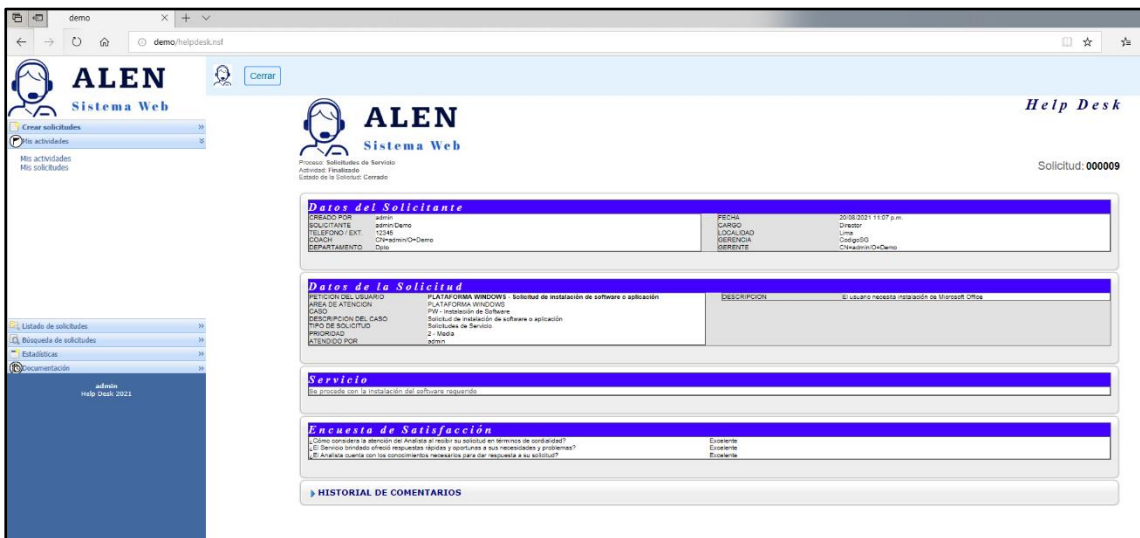 demo
demo/helpdesk.nsf
ALEN
Sistema Web
Crear solicitudes
Mis actividades
Mis actividades
Mis solicitudes
Listado de solicitudes
Búsqueda de solicitudes
Estadísticas
Documentación
admin
Help Desk 2021
Cerrar
ALEN
Sistema Web
Help Desk
Proceso: Solicitudes de Servicio
Actividad: Finalizado
Estado de la Solicitud: Cerrado
Solicitud: 000009
Datos del Solicitante
CREADO POR admin FECHA 20/08/2021 11:07 p.m.
SOLICITANTE admin/Demo CARGO Director
TELEFONO / EXT. 12346 LOCALIDAD Lima
COACH CN=admin/O=Demo GERENCIA CodigoSG
DEPARTAMENTO Dpto GERENTE CN=admin/O=Demo
Datos de la Solicitud
PETICION DEL USUARIO PLATAFORMA WINDOWS - Solicitud de instalación de software o aplicación DESCRIPCION El usuario necesita instalación de Microsoft Office
AREA DE ATENCION PLATAFORMA WINDOWS
CASO PW - Instalación de Software
DESCRIPCION DEL CASO Solicitud de instalación de software o aplicación
TIPO DE SOLICITUD Solicitudes de Servicio
PRIORIDAD 2 - Media
ATENDIDO POR admin
Servicio
Se procede con la instalación del software requerido
Encuesta de Satisfacción
¿Cómo considera la atención del Analista al recibir su solicitud en términos de cordialidad? Excelente
¿El Servicio brindado ofreció respuestas rápidas y oportunas a sus necesidades y problemas? Excelente
¿El Analista cuenta con los conocimientos necesarios para dar respuesta a su solicitud? Excelente
HISTORIAL DE COMENTARIOS